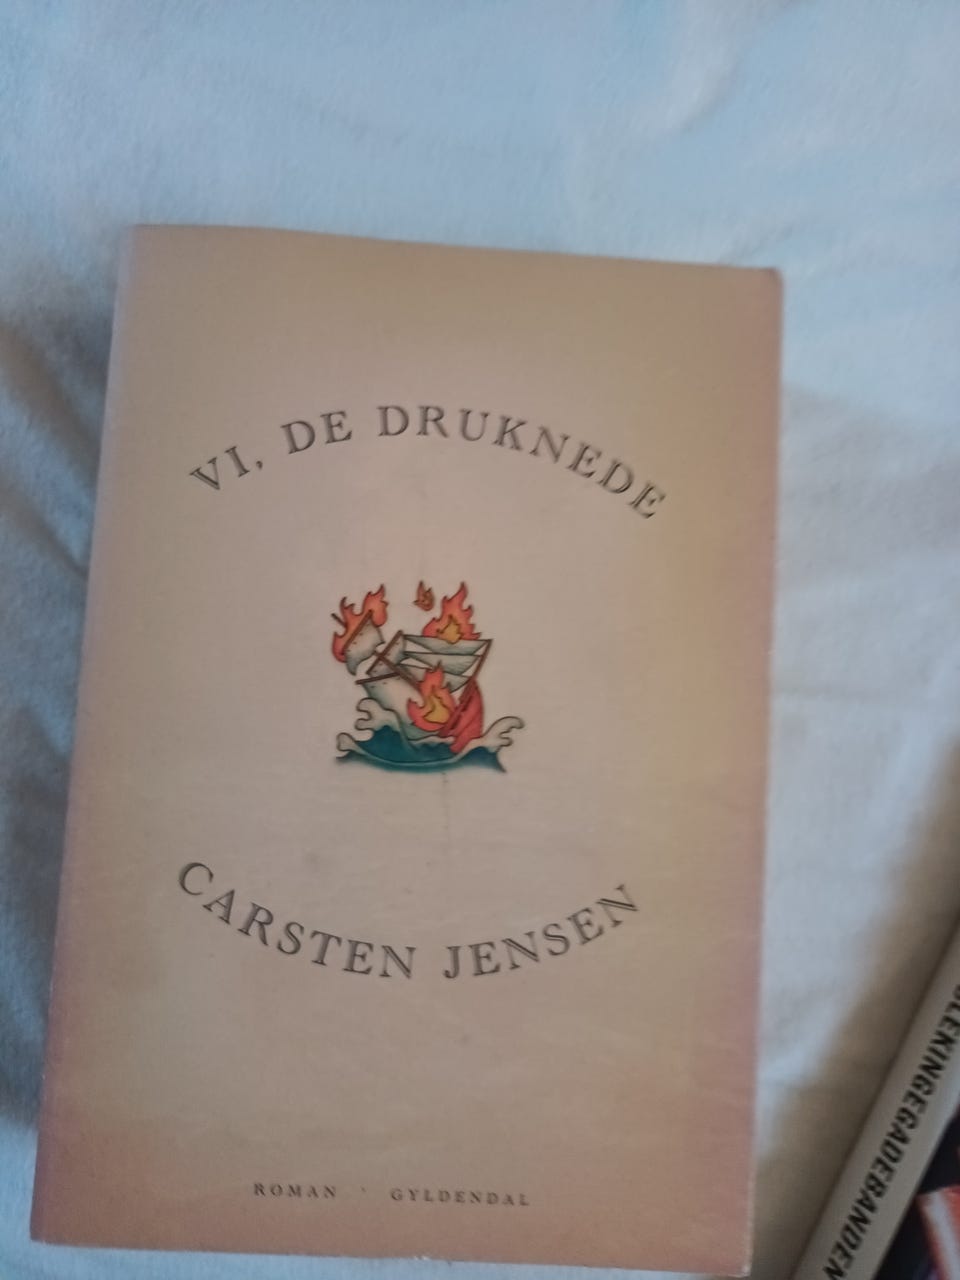 VI, DE DRUKNEDE
CARSTEN JENSEN
ROMAN · GYLDENDAL
BLEKINGEGADEBANDEN